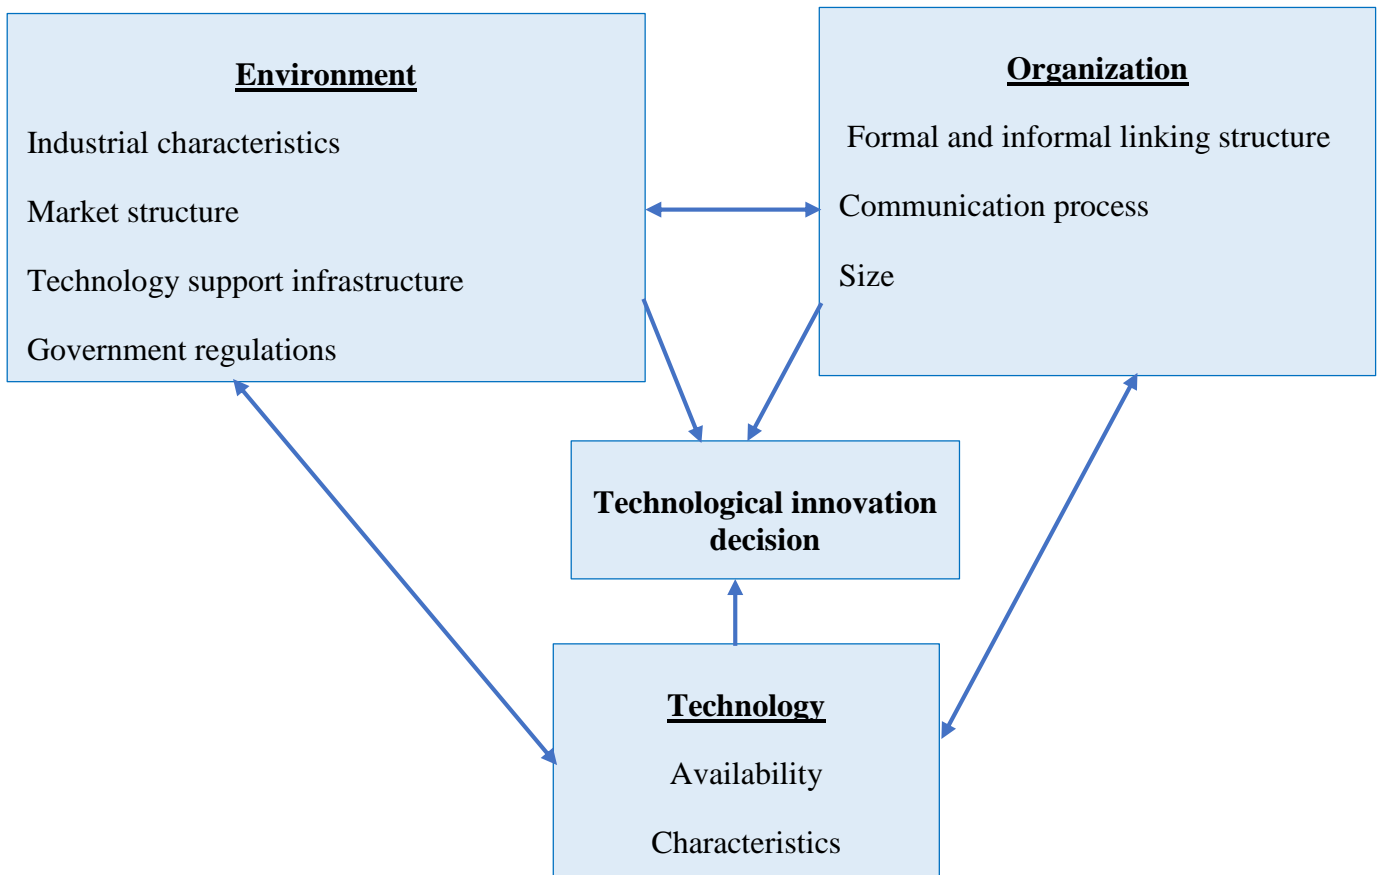 Environment
Industrial characteristics
Market structure
Technology support infrastructure
Government regulations
Organization
Formal and informal linking structure
Communication process
Size
Technological innovation
decision
Technology
Availability
Characteristics